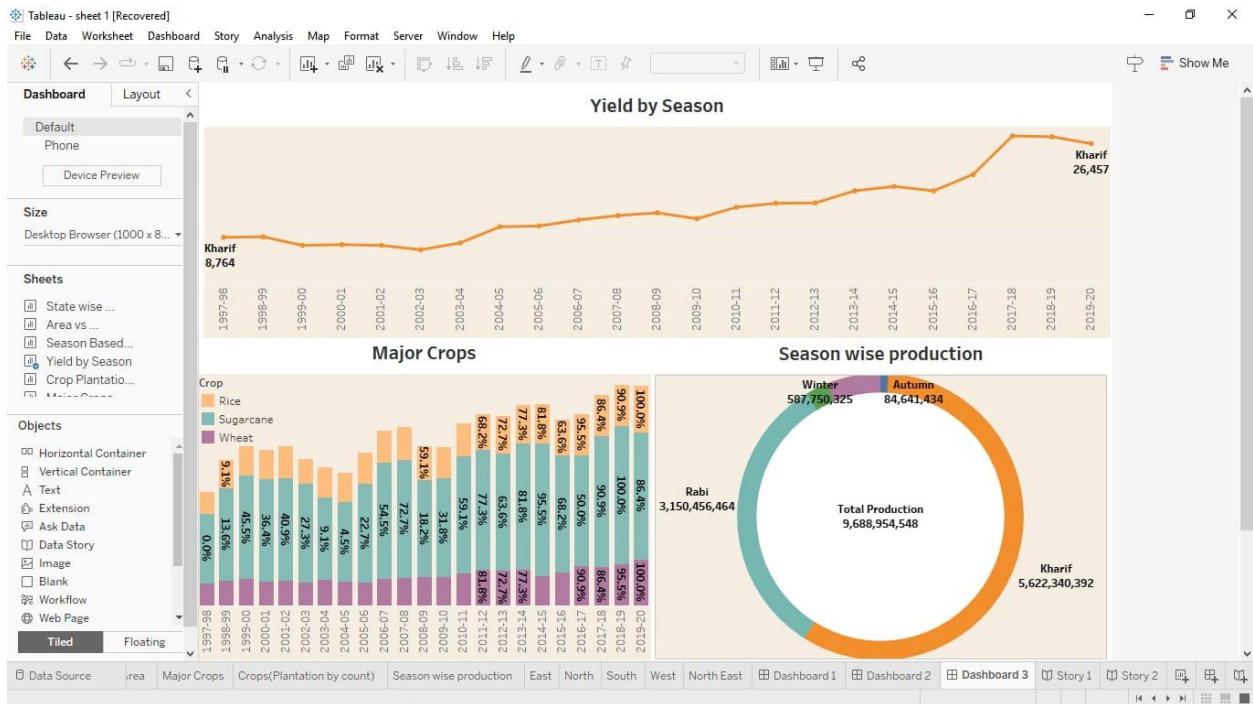 Tableau - sheet 1 [Recovered]
File Data Worksheet Dashboard Story Analysis Map Format Server Window Help
Show Me
Dashboard Layout
Default
Phone
Device Preview
Size
Desktop Browser (1000 x 8...
Sheets
State wise ...
Area vs ...
Season Based...
Yield by Season
Crop Plantatio...
Objects
Horizontal Container
Vertical Container
A Text
Extension
Ask Data
Data Story
Image
Blank
Workflow
Web Page
Tiled Floating
Yield by Season
Kharif
26,457
Kharif
8,764
1997-98 1998-99 1999-00 2000-01 2001-02 2002-03 2003-04 2004-05 2005-06 2006-07 2007-08 2008-09 2009-10 2010-11 2011-12 2012-13 2013-14 2014-15 2015-16 2016-17 2017-18 2018-19 2019-20
Major Crops
Crop
Rice
Sugarcane
Wheat
9.1% 59.1% 68.2% 72.7% 77.3% 81.8% 63.6% 95.5% 86.4% 90.9% 100.0%
0.0% 13.6% 45.5% 36.4% 40.9% 27.3% 9.1% 4.5% 22.7% 54.5% 72.7% 18.2% 31.8% 59.1% 77.3% 63.6% 81.8% 95.5% 68.2% 50.0% 90.9% 100.0% 86.4%
81.8% 72.7% 77.3% 90.9% 86.4% 95.5% 100.0%
1997-98 1998-99 1999-00 2000-01 2001-02 2002-03 2003-04 2004-05 2005-06 2006-07 2007-08 2008-09 2009-10 2010-11 2011-12 2012-13 2013-14 2014-15 2015-16 2016-17 2017-18 2018-19 2019-20
Season wise production
Winter
587,750,325
Autumn
84,641,434
Rabi
3,150,456,464
Total Production
9,688,954,548
Kharif
5,622,340,392
Data Source rea Major Crops Crops(Plantation by count) Season wise production East North South West North East Dashboard 1 Dashboard 2 Dashboard 3 Story 1 Story 2